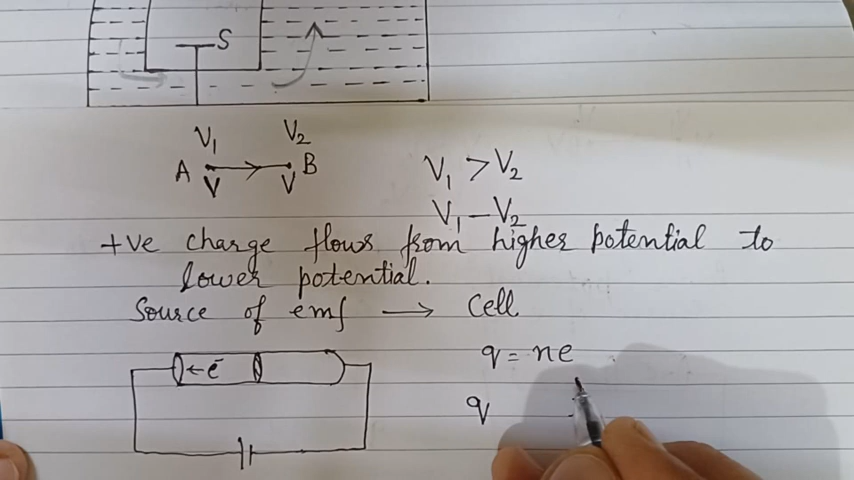 S
V₁ V₂
A B V₁ > V₂
V V
V₁ – V₂
+ve charge flows from higher potential to
lower potential.
Source of emf → Cell
q = ne
← e⁻
q